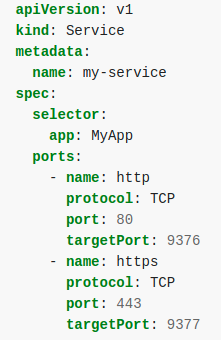 apiVersion: v1
kind: Service
metadata:
  name: my-service
spec:
  selector:
    app: MyApp
  ports:
    - name: http
      protocol: TCP
      port: 80
      targetPort: 9376
    - name: https
      protocol: TCP
      port: 443
      targetPort: 9377